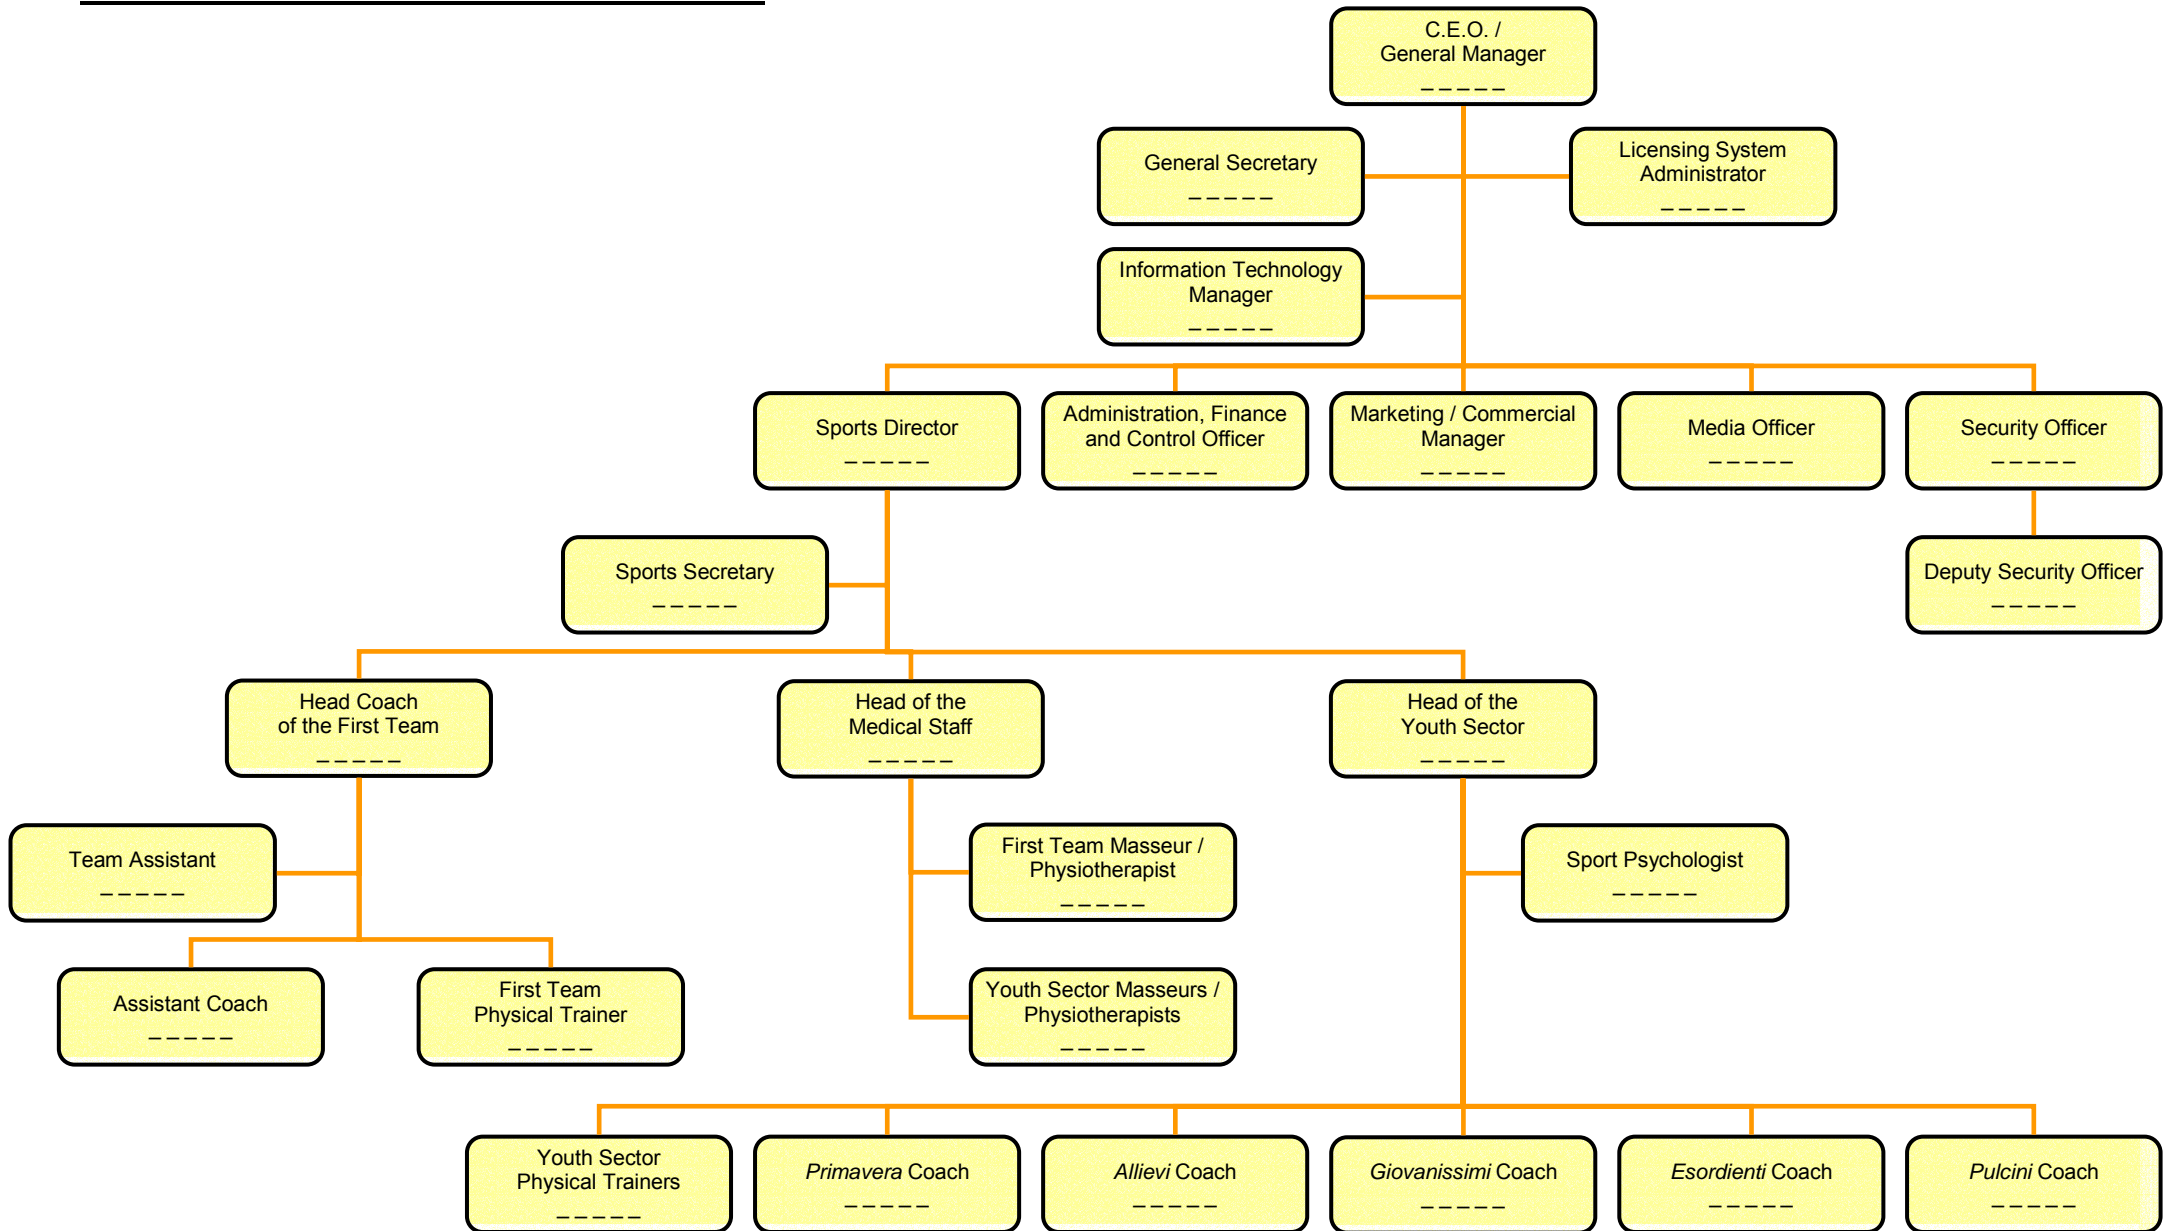 C.E.O. /
General Manager
_ _ _ _ _
General Secretary
_ _ _ _ _
Licensing System
Administrator
_ _ _ _ _
Information Technology
Manager
_ _ _ _ _
Sports Director
_ _ _ _ _
Administration, Finance
and Control Officer
_ _ _ _ _
Marketing / Commercial
Manager
_ _ _ _ _
Media Officer
_ _ _ _ _
Security Officer
_ _ _ _ _
Sports Secretary
_ _ _ _ _
Deputy Security Officer
_ _ _ _ _
Head Coach
of the First Team
_ _ _ _ _
Head of the
Medical Staff
_ _ _ _ _
Head of the
Youth Sector
_ _ _ _ _
Team Assistant
_ _ _ _ _
First Team Masseur /
Physiotherapist
_ _ _ _ _
Sport Psychologist
_ _ _ _ _
Assistant Coach
_ _ _ _ _
First Team
Physical Trainer
_ _ _ _ _
Youth Sector Masseurs /
Physiotherapists
_ _ _ _ _
Youth Sector
Physical Trainers
_ _ _ _ _
Primavera Coach
_ _ _ _ _
Allievi Coach
_ _ _ _ _
Giovanissimi Coach
_ _ _ _ _
Esordienti Coach
_ _ _ _ _
Pulcini Coach
_ _ _ _ _